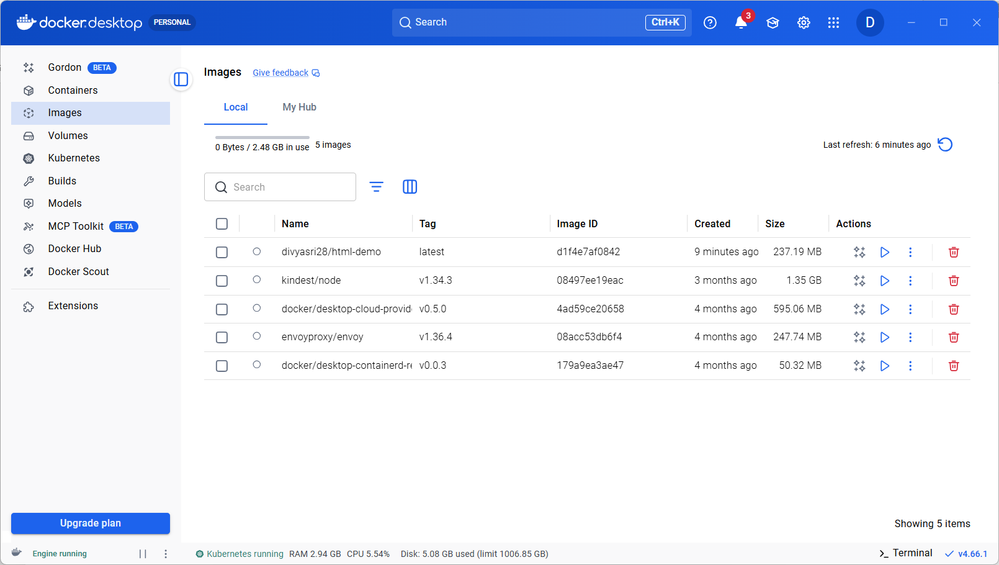 docker.desktop PERSONAL Search Ctrl+K 3 D
Gordon BETA
Containers
Images
Volumes
Kubernetes
Builds
Models
MCP Toolkit BETA
Docker Hub
Docker Scout
Extensions
Upgrade plan
Images Give feedback
Local My Hub
0 Bytes / 2.48 GB in use 5 images Last refresh: 6 minutes ago
Search
Name Tag Image ID Created Size Actions
divyasri28/html-demo latest d1f4e7af0842 9 minutes ago 237.19 MB
kindest/node v1.34.3 08497ee19eac 3 months ago 1.35 GB
docker/desktop-cloud-provide v0.5.0 4ad59ce20658 4 months ago 595.06 MB
envoyproxy/envoy v1.36.4 08acc53db6f4 4 months ago 247.74 MB
docker/desktop-containerd-re v0.0.3 179a9ea3ae47 4 months ago 50.32 MB
Showing 5 items
Engine running Kubernetes running RAM 2.94 GB CPU 5.54% Disk: 5.08 GB used (limit 1006.85 GB) Terminal v4.66.1